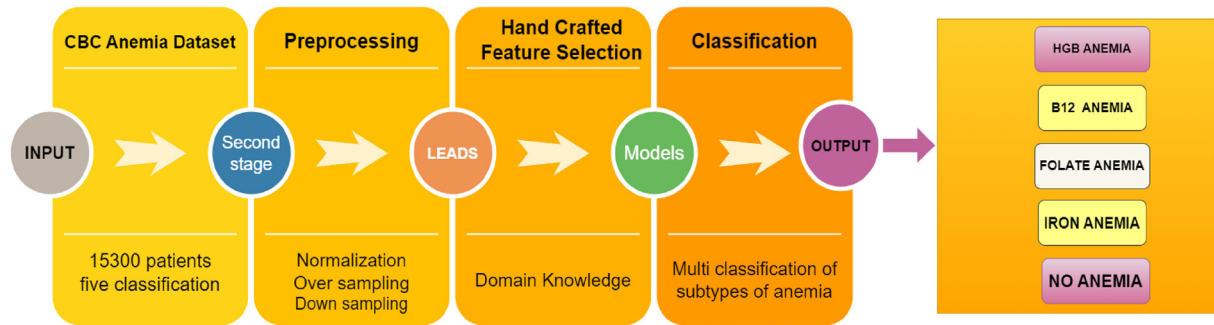 CBC Anemia Dataset
Preprocessing
Hand Crafted
Feature Selection
Classification
INPUT
Second
stage
LEADS
Models
OUTPUT
15300 patients
five classification
Normalization
Over sampling
Down sampling
Domain Knowledge
Multi classification of
subtypes of anemia
HGB ANEMIA
B12 ANEMIA
FOLATE ANEMIA
IRON ANEMIA
NO ANEMIA